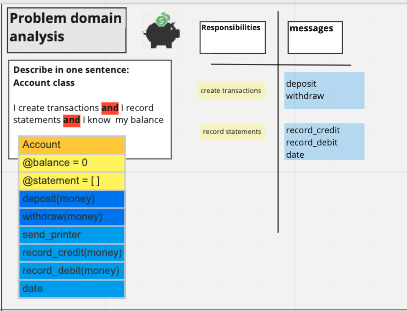 Problem domain
analysis
Describe in one sentence:
Account class
I create transactions and I record
statements and I know my balance
Account
@balance = 0
@statement = [ ]
deposit(money)
withdraw(money)
send_printer
record_credit(money)
record_debit(money)
date
Responsibilities
messages
create transactions
deposit
withdraw
record statements
record_credit
record_debit
date